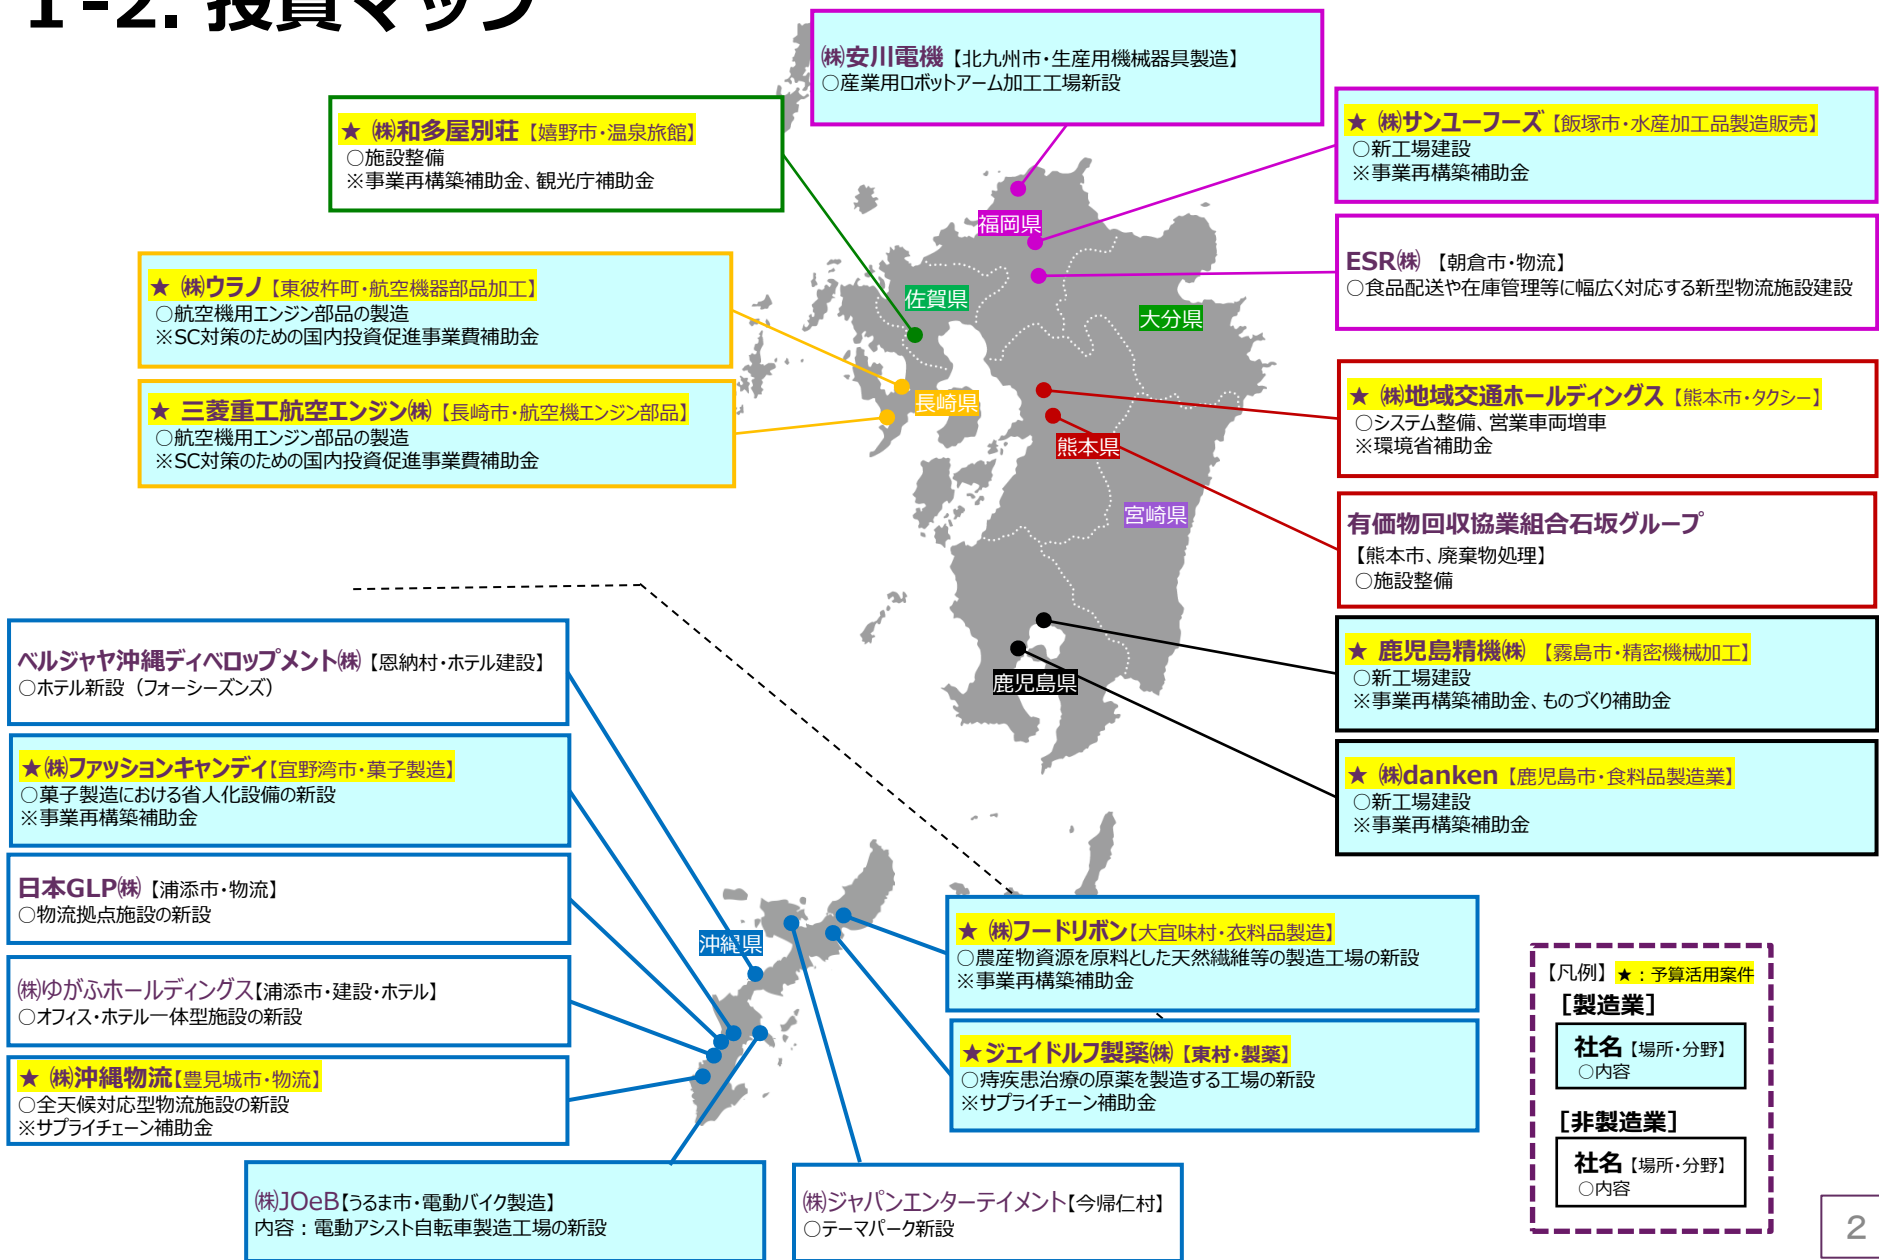 1-2. 投資マップ
㈱安川電機【北九州市・生産用機械器具製造】
○産業用ロボットアーム加工工場新設
★ ㈱和多屋別荘【嬉野市・温泉旅館】
○施設整備
※事業再構築補助金、観光庁補助金
★ ㈱サンユーフーズ【飯塚市・水産加工品製造販売】
○新工場建設
※事業再構築補助金
ESR㈱ 【朝倉市・物流】
○食品配送や在庫管理等に幅広く対応する新型物流施設建設
★ ㈱ウラノ【東彼杵町・航空機器部品加工】
○航空機用エンジン部品の製造
※SC対策のための国内投資促進事業費補助金
★ 三菱重工航空エンジン㈱【長崎市・航空機エンジン部品】
○航空機用エンジン部品の製造
※SC対策のための国内投資促進事業費補助金
★ ㈱地域交通ホールディングス【熊本市・タクシー】
○システム整備、営業車両増車
※環境省補助金
有価物回収協業組合石坂グループ
【熊本市、廃棄物処理】
○施設整備
★ 鹿児島精機㈱ 【霧島市・精密機械加工】
○新工場建設
※事業再構築補助金、ものづくり補助金
★ ㈱danken【鹿児島市・食料品製造業】
○新工場建設
※事業再構築補助金
福岡県
佐賀県
大分県
長崎県
熊本県
宮崎県
鹿児島県
沖縄県
ベルジャヤ沖縄ディベロップメント㈱【恩納村・ホテル建設】
○ホテル新設（フォーシーズンズ）
★㈱ファッションキャンディ【宜野湾市・菓子製造】
○菓子製造における省人化設備の新設
※事業再構築補助金
日本GLP㈱【浦添市・物流】
○物流拠点施設の新設
㈱ゆがふホールディングス【浦添市・建設・ホテル】
○オフィス・ホテル一体型施設の新設
★ ㈱沖縄物流【豊見城市・物流】
○全天候対応型物流施設の新設
※サプライチェーン補助金
㈱JOeB【うるま市・電動バイク製造】
内容：電動アシスト自転車製造工場の新設
㈱ジャパンエンターテイメント【今帰仁村】
○テーマパーク新設
★ ㈱フードリボン【大宜味村・衣料品製造】
○農産物資源を原料とした天然繊維等の製造工場の新設
※事業再構築補助金
★ジェイドルフ製薬㈱【東村・製薬】
○痔疾患治療の原薬を製造する工場の新設
※サプライチェーン補助金
【凡例】★：予算活用案件
［製造業］
社名【場所・分野】
○内容
［非製造業］
社名【場所・分野】
○内容
2